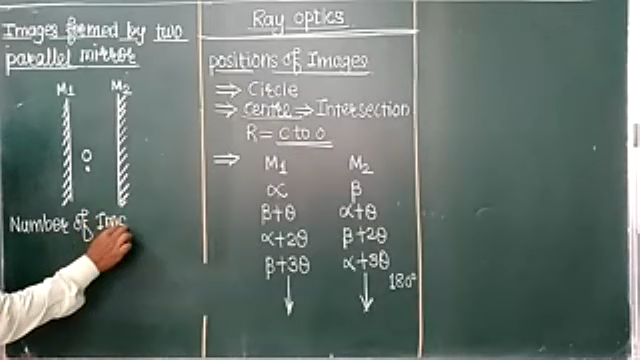 Images formed by two
parallel mirror
M1 M2
O
Number of Ima
Ray optics
positions of Images
⇒ Circle
⇒ Centre ⇒ Intersection
R = C to O
⇒ M1 M2
α β
β+θ α+θ
α+2θ β+2θ
β+3θ α+3θ
180°